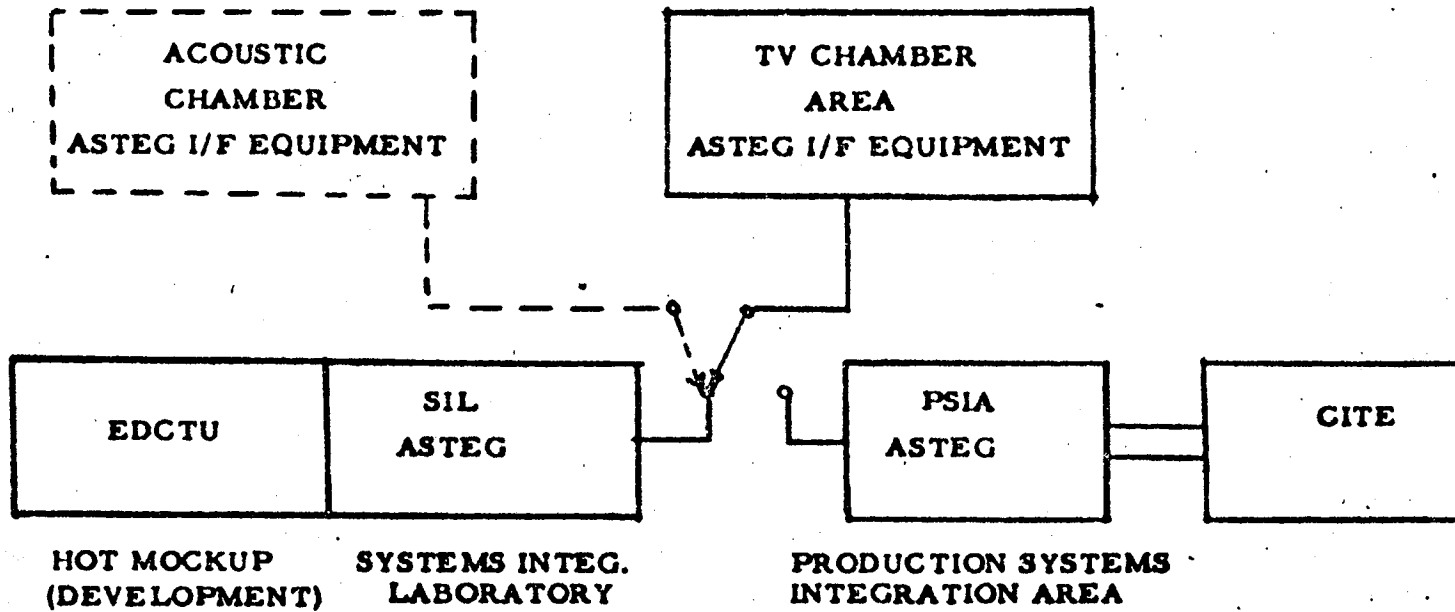 ACOUSTIC
CHAMBER
ASTEG I/F EQUIPMENT
TV CHAMBER
AREA
ASTEG I/F EQUIPMENT
EDCTU
SIL
ASTEG
PSIA
ASTEG
GITE
HOT MOCKUP
(DEVELOPMENT)
SYSTEMS INTEG.
LABORATORY
PRODUCTION SYSTEMS
INTEGRATION AREA